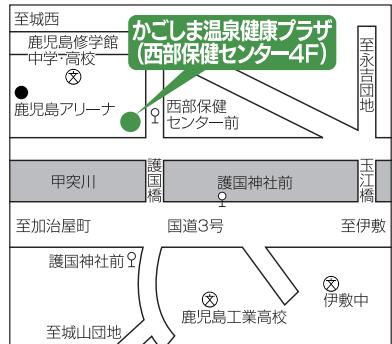 至城西
かごしま温泉健康プラザ
(西部保健センター4F)
鹿児島修学館
中学・高校
文
鹿児島アリーナ
西部保健
センター前
至永吉団地
甲突川
護国橋
護国神社前
玉江橋
至加治屋町
国道3号
至伊敷
護国神社前
文
鹿児島工業高校
文
伊敷中
至城山団地